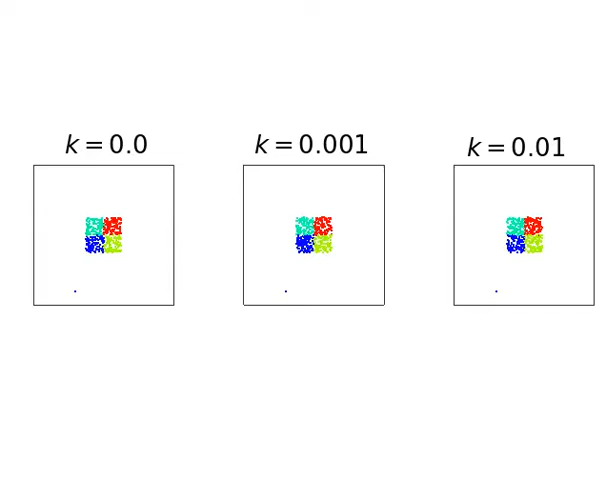 k = 0.0
k = 0.001
k = 0.01